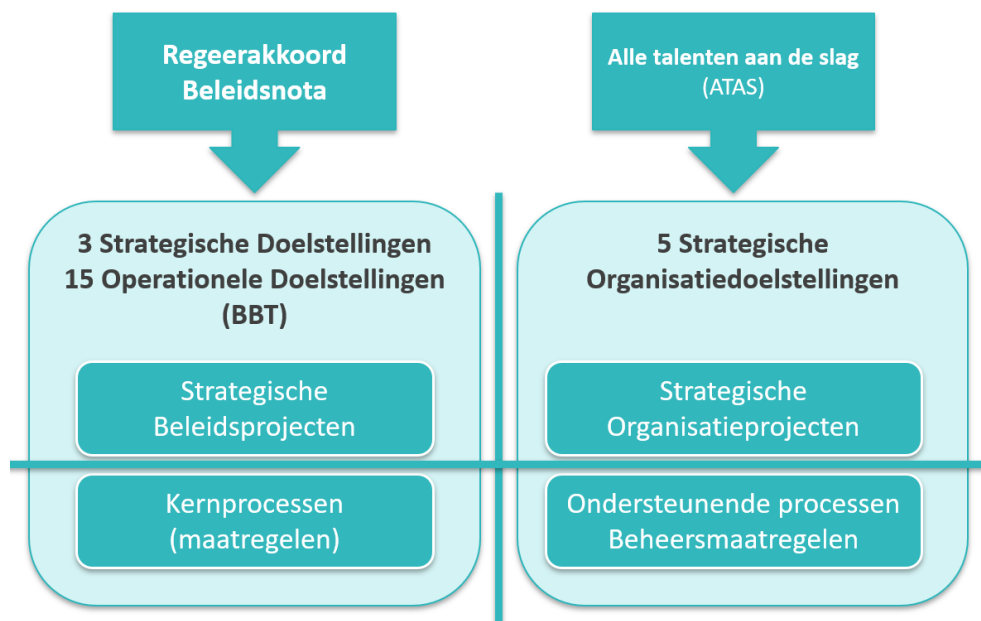 Regeerakkoord
Beleidsnota
Alle talenten aan de slag
(ATAS)
3 Strategische Doelstellingen
15 Operationele Doelstellingen
(BBT)
Strategische
Beleidsprojecten
Kernprocessen
(maatregelen)
5 Strategische
Organisatiedoelstellingen
Strategische
Organisatieprojecten
Ondersteunende processen
Beheersmaatregelen